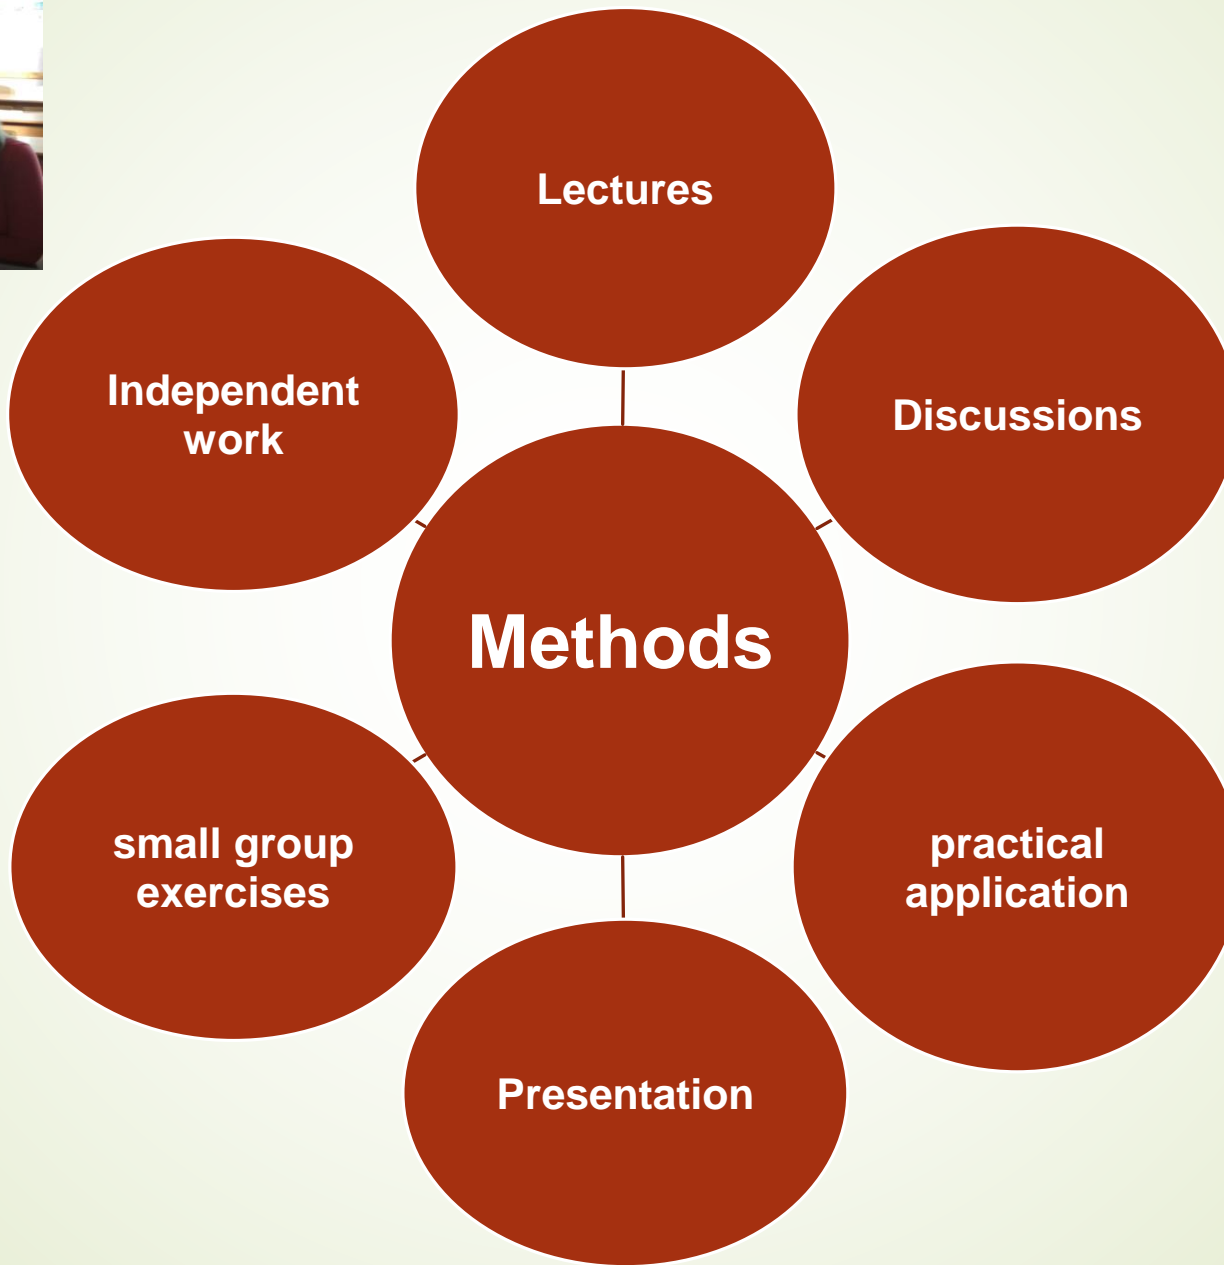 Lectures
Independent
work
Discussions
Methods
small group
exercises
practical
application
Presentation